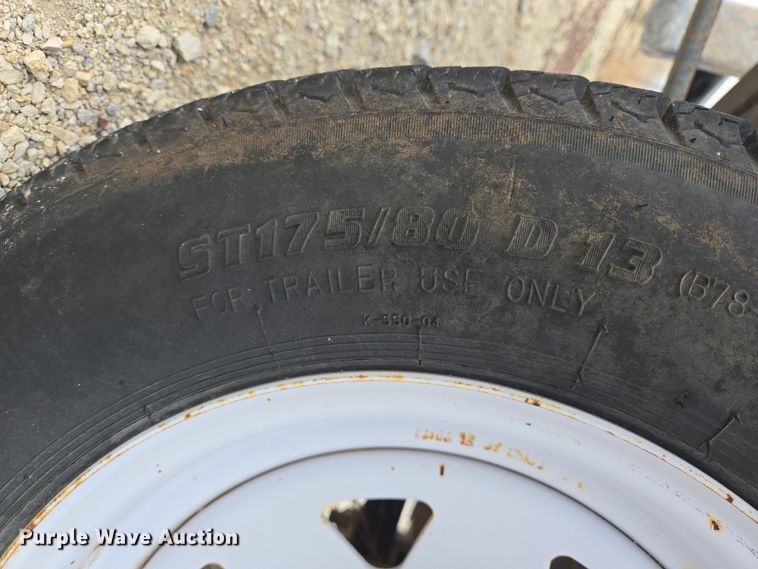 ST175/80 D 13 (B78-
FOR TRAILER USE ONLY
K-550-04
Purple Wave Auction